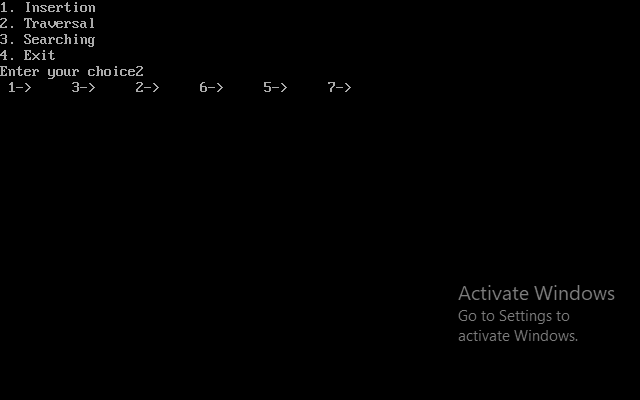 1. Insertion
2. Traversal
3. Searching
4. Exit
Enter your choice2
1-> 3-> 2-> 6-> 5-> 7->
Activate Windows
Go to Settings to
activate Windows.